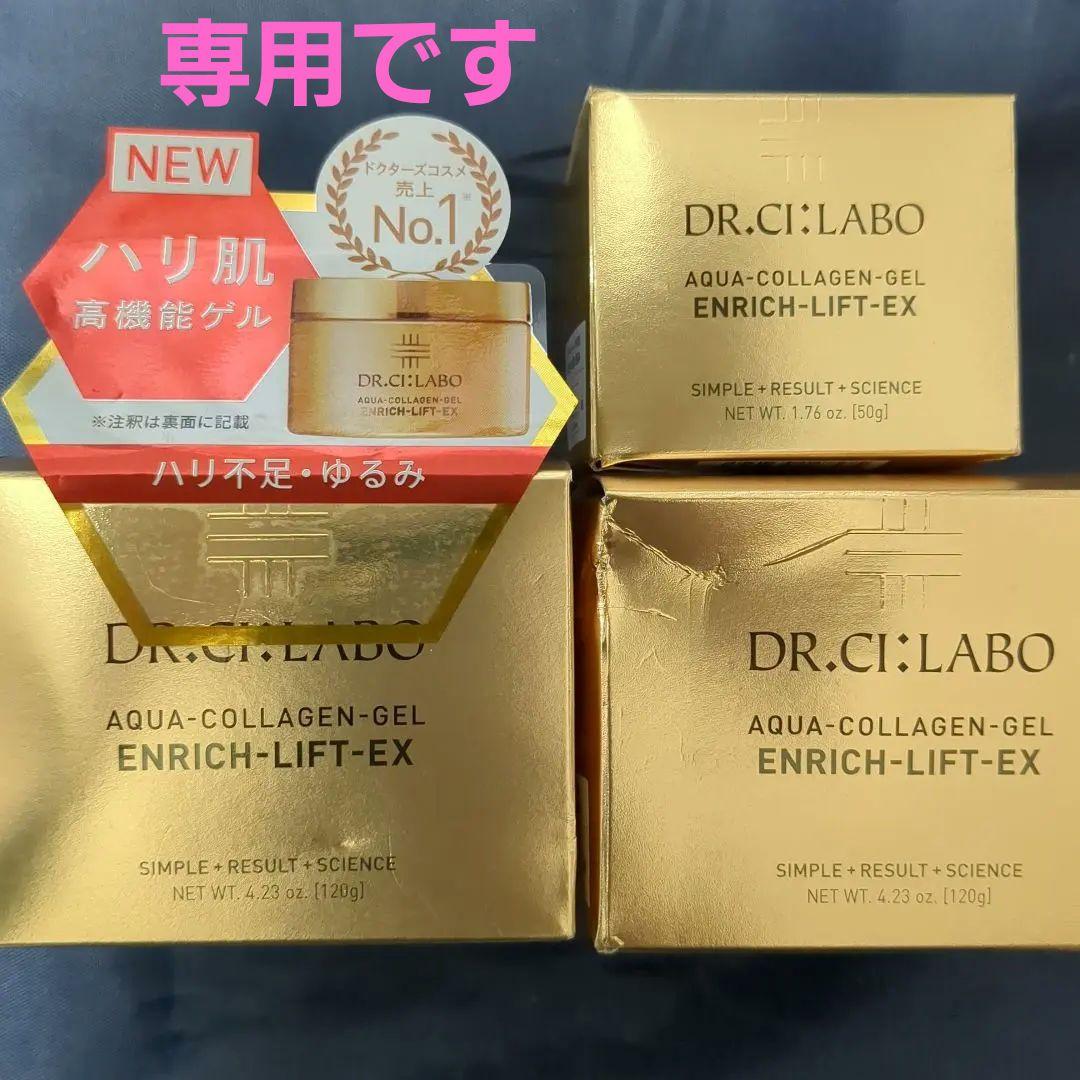 専用です
NEW
ハリ肌
高機能ゲル
※注釈は裏面に記載
ハリ不足・ゆるみ
ドクターズコスメ
売上
No.1※
DR.CI:LABO
AQUA-COLLAGEN-GEL
ENRICH-LIFT-EX
DR.CI:LABO
AQUA-COLLAGEN-GEL
ENRICH-LIFT-EX
SIMPLE+RESULT+SCIENCE
NET WT. 1.76 oz. [50g]
DR.CI:LABO
AQUA-COLLAGEN-GEL
ENRICH-LIFT-EX
SIMPLE+RESULT+SCIENCE
NET WT. 4.23 oz. [120g]
DR.CI:LABO
AQUA-COLLAGEN-GEL
ENRICH-LIFT-EX
SIMPLE+RESULT+SCIENCE
NET WT. 4.23 oz. [120g]